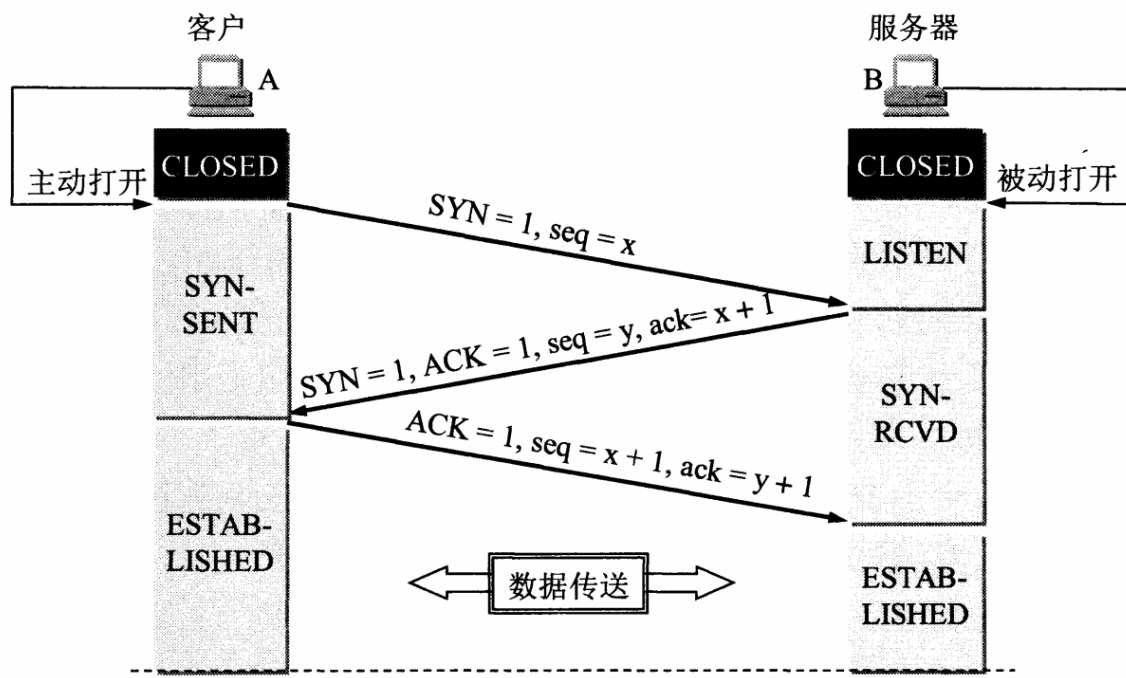 客户
服务器
A
B
CLOSED
CLOSED
主动打开
被动打开
SYN = 1, seq = x
LISTEN
SYN-
SENT
SYN = 1, ACK = 1, seq = y, ack= x + 1
SYN-
RCVD
ACK = 1, seq = x + 1, ack = y + 1
ESTAB-
LISHED
数据传送
ESTAB-
LISHED